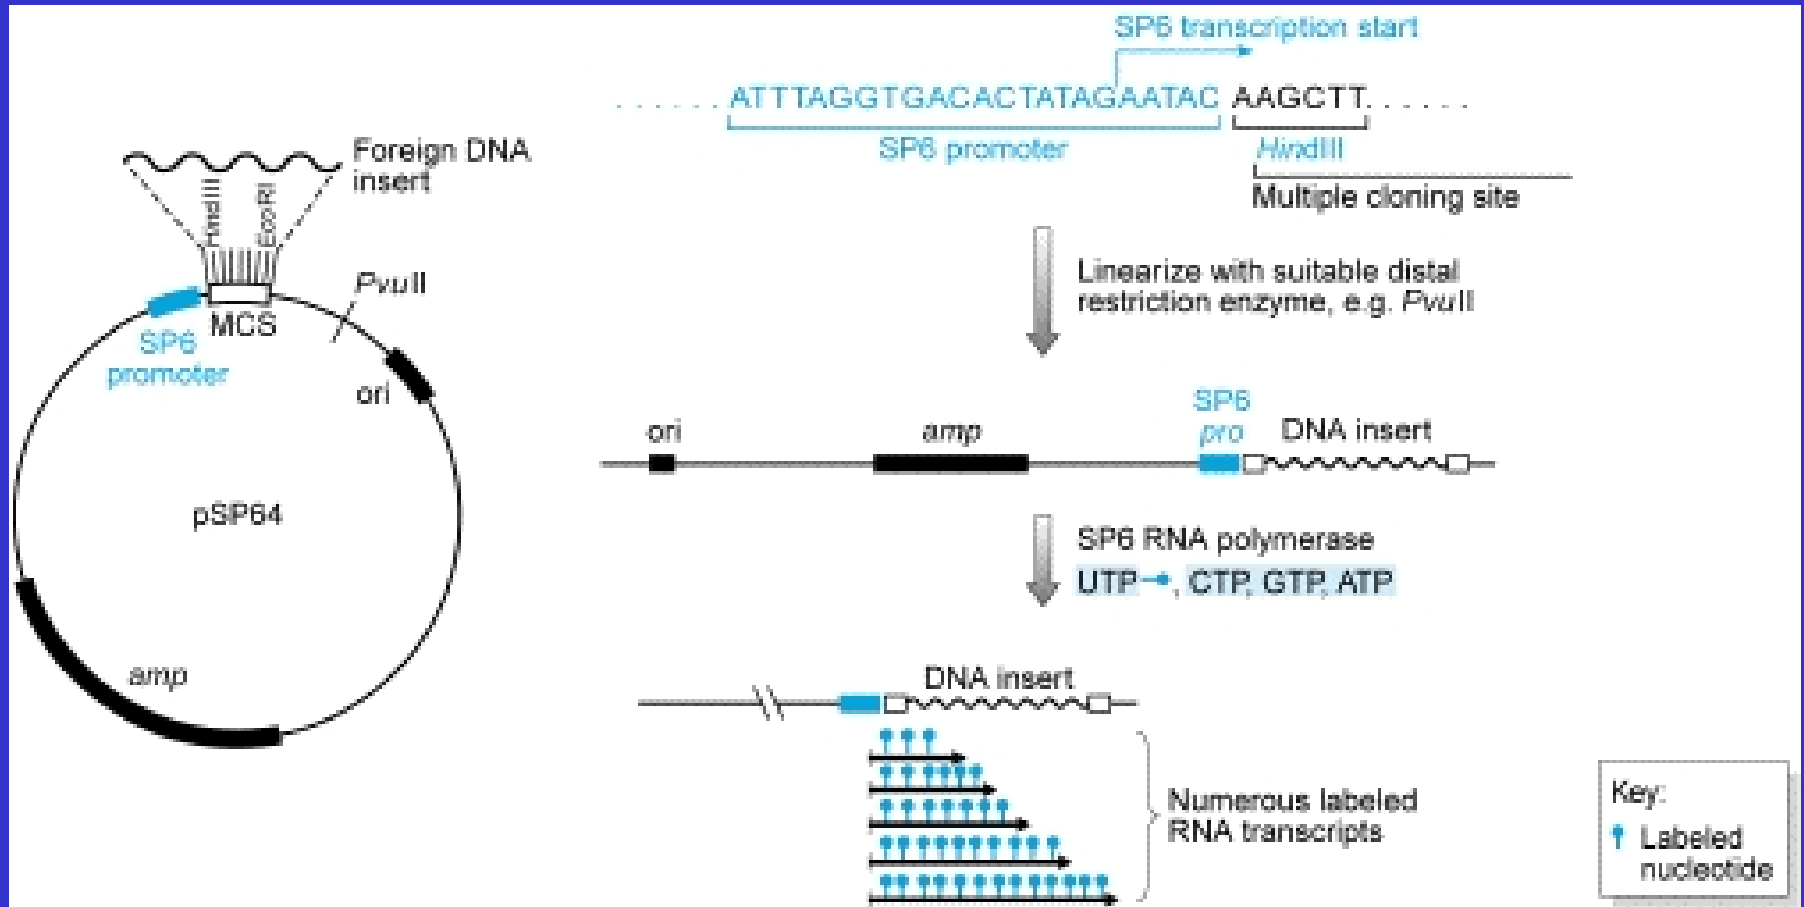 SP6 transcription start
ATTTAGGTGACACTATAGAATAC AAGCTT
SP6 promoter
HindIII
Multiple cloning site
Foreign DNA
insert
HindIII
EcoRI
PvuII
MCS
SP6
promoter
ori
pSP64
amp
Linearize with suitable distal
restriction enzyme, e.g. PvuII
ori
amp
SP6
pro
DNA insert
SP6 RNA polymerase
UTP , CTP, GTP, ATP
DNA insert
Numerous labeled
RNA transcripts
Key:
Labeled
nucleotide